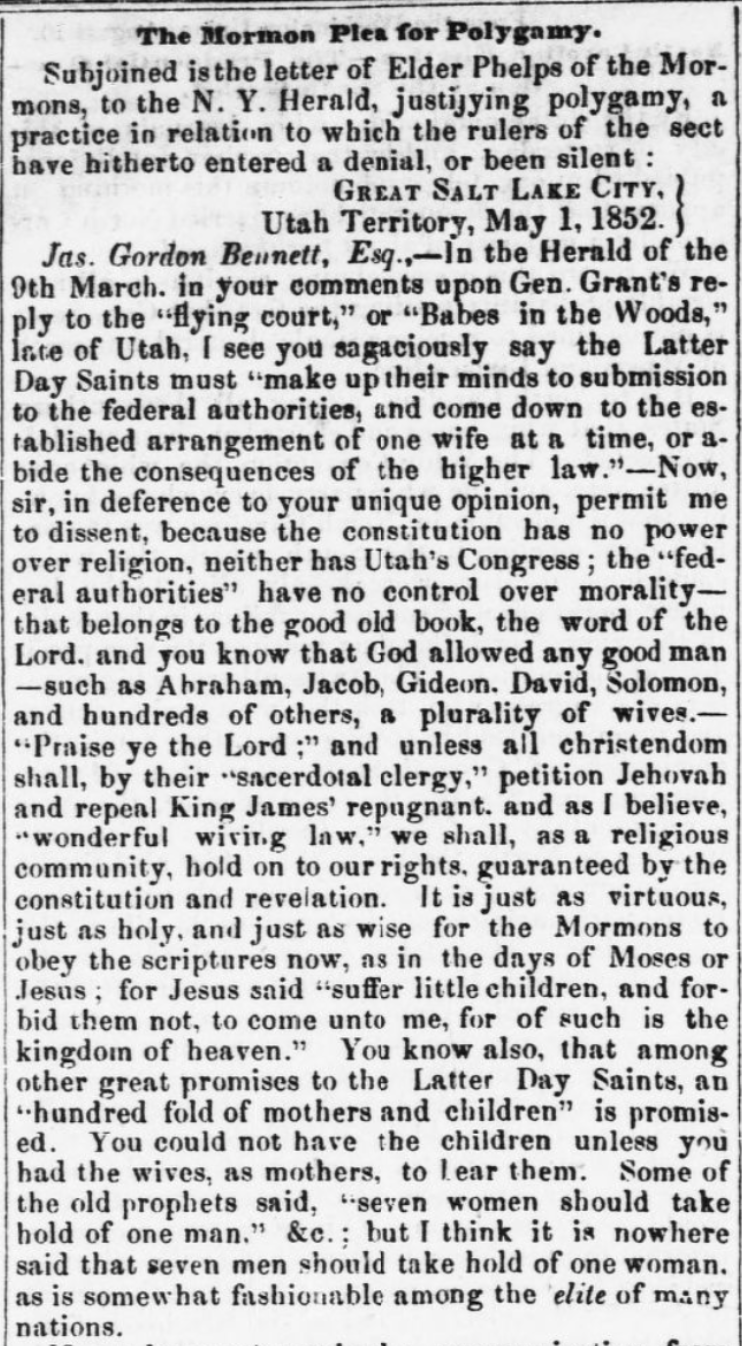 The Mormon Plea for Polygamy.
Subjoined is the letter of Elder Phelps of the Mor-
mons, to the N. Y. Herald, justijying polygamy, a
practice in relation to which the rulers of the sect
have hitherto entered a denial, or been silent :
GREAT SALT LAKE CITY, }
Utah Territory, May 1, 1852. }
Jas. Gordon Bennett, Esq.,—In the Herald of the
9th March. in your comments upon Gen. Grant's re-
ply to the "flying court," or "Babes in the Woods,"
late of Utah, I see you sagaciously say the Latter
Day Saints must "make up their minds to submission
to the federal authorities, and come down to the es-
tablished arrangement of one wife at a time, or a-
bide the consequences of the higher law."—Now,
sir, in deference to your unique opinion, permit me
to dissent, because the constitution has no power
over religion, neither has Utah's Congress ; the "fed-
eral authorities" have no control over morality—
that belongs to the good old book, the word of the
Lord. and you know that God allowed any good man
—such as Abraham, Jacob, Gideon. David, Solomon,
and hundreds of others, a plurality of wives.—
"Praise ye the Lord ;" and unless all christendom
shall, by their "sacerdotal clergy," petition Jehovah
and repeal King James' repugnant. and as I believe,
"wonderful wiving law," we shall, as a religious
community, hold on to our rights. guaranteed by the
constitution and revelation. It is just as virtuous,
just as holy, and just as wise for the Mormons to
obey the scriptures now, as in the days of Moses or
Jesus ; for Jesus said "suffer little children, and for-
bid them not, to come unto me, for of such is the
kingdom of heaven." You know also, that among
other great promises to the Latter Day Saints, an
"hundred fold of mothers and children" is promis-
ed. You could not have the children unless you
had the wives, as mothers, to bear them. Some of
the old prophets said, "seven women should take
hold of one man." &c. ; but I think it is nowhere
said that seven men should take hold of one woman.
as is somewhat fashionable among the elite of many
nations.